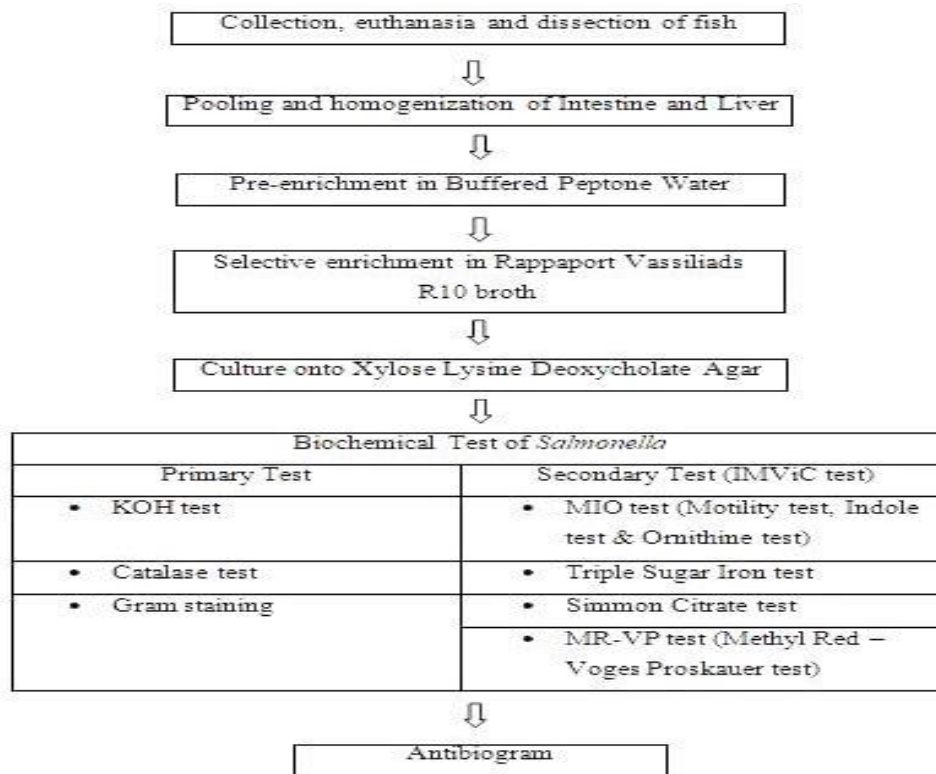 Collection, euthanasia and dissection of fish
Pooling and homogenization of Intestine and Liver
Pre-enrichment in Buffered Peptone Water
Selective enrichment in Rappaport Vassiliads
R10 broth
Culture onto Xylose Lysine Deoxycholate Agar
Biochemical Test of Salmonella
Primary Test
Secondary Test (IMViC test)
• KOH test
• MIO test (Motility test, Indole
test & Ornithine test)
• Catalase test
• Triple Sugar Iron test
• Gram staining
• Simmon Citrate test
• MR-VP test (Methyl Red –
Voges Proskauer test)
Antibiogram